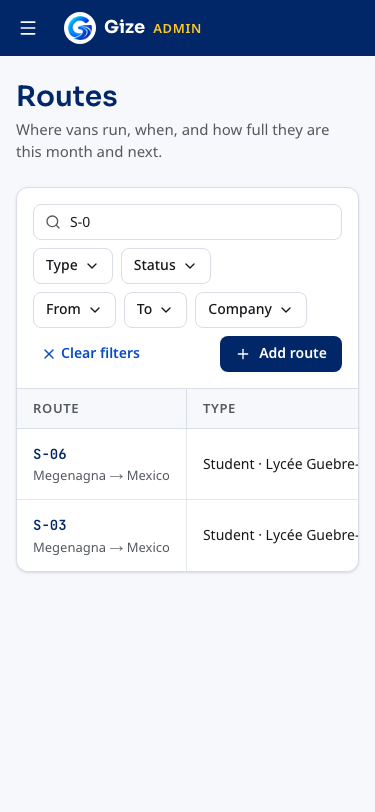 Gize ADMIN
Routes
Where vans run, when, and how full they are
this month and next.
S-0
Type
Status
From
To
Company
Clear filters
Add route
ROUTE
TYPE
S-06
Megenagna → Mexico
Student · Lycée Guebre-
S-03
Megenagna → Mexico
Student · Lycée Guebre-